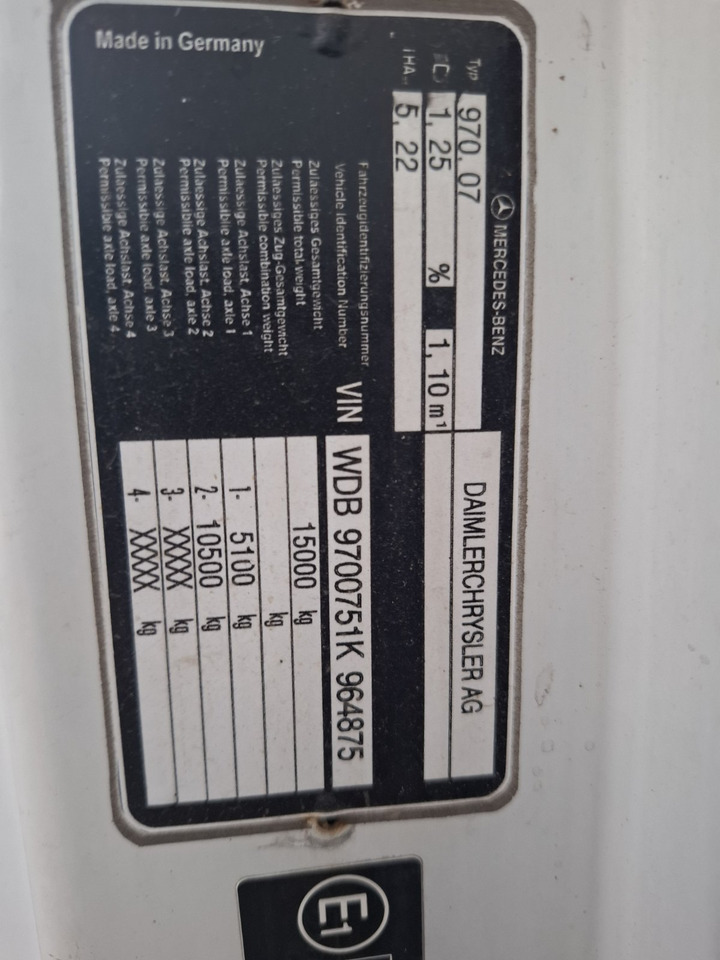 MERCEDES-BENZ
Typ 970.07 DAIMLERCHRYSLER AG
1,25 % 1,10 m¹
5,22
Fahrzeugidentifizierungsnummer
Vehicle Identification Number VIN WDB 9700751K 964875
Zulaessiges Gesamtgewicht
Permissible total weight 15000 kg
Zulaessiges Zug-Gesamtgewicht
Permissible combination weight kg
Zulaessige Achslast, Achse 1
Permissible axle load, axle 1 1- 5100 kg
Zulaessige Achslast, Achse 2
Permissible axle load, axle 2 2- 10500 kg
Zulaessige Achslast, Achse 3
Permissible axle load, axle 3 3- XXXX kg
Zulaessige Achslast, Achse 4
Permissible axle load, axle 4 4- XXXX kg
Made in Germany
E1